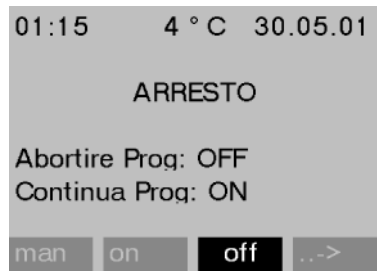 01:15 4 °C 30.05.01
ARRESTO
Abortire Prog: OFF
Continua Prog: ON
man on off ..->